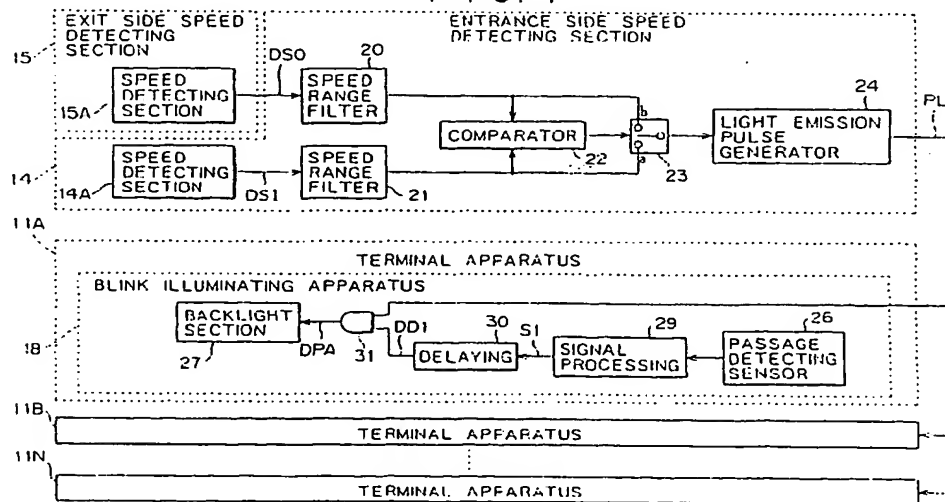 EXIT SIDE SPEED
DETECTING
SECTION
ENTRANCE SIDE SPEED
DETECTING SECTION
15
DS0
20
SPEED
DETECTING
SECTION
15A
SPEED
RANGE
FILTER
24
PL
b
COMPARATOR
22
a
23
LIGHT EMISSION
PULSE
GENERATOR
14
SPEED
DETECTING
SECTION
14A
DS1
SPEED
RANGE
FILTER
21
11A
TERMINAL APPARATUS
BLINK ILLUMINATING APPARATUS
18
BACKLIGHT
SECTION
27
DPA
31
DD1
30
DELAYING
S1
29
SIGNAL
PROCESSING
26
PASSAGE
DETECTING
SENSOR
11B
TERMINAL APPARATUS
11N
TERMINAL APPARATUS